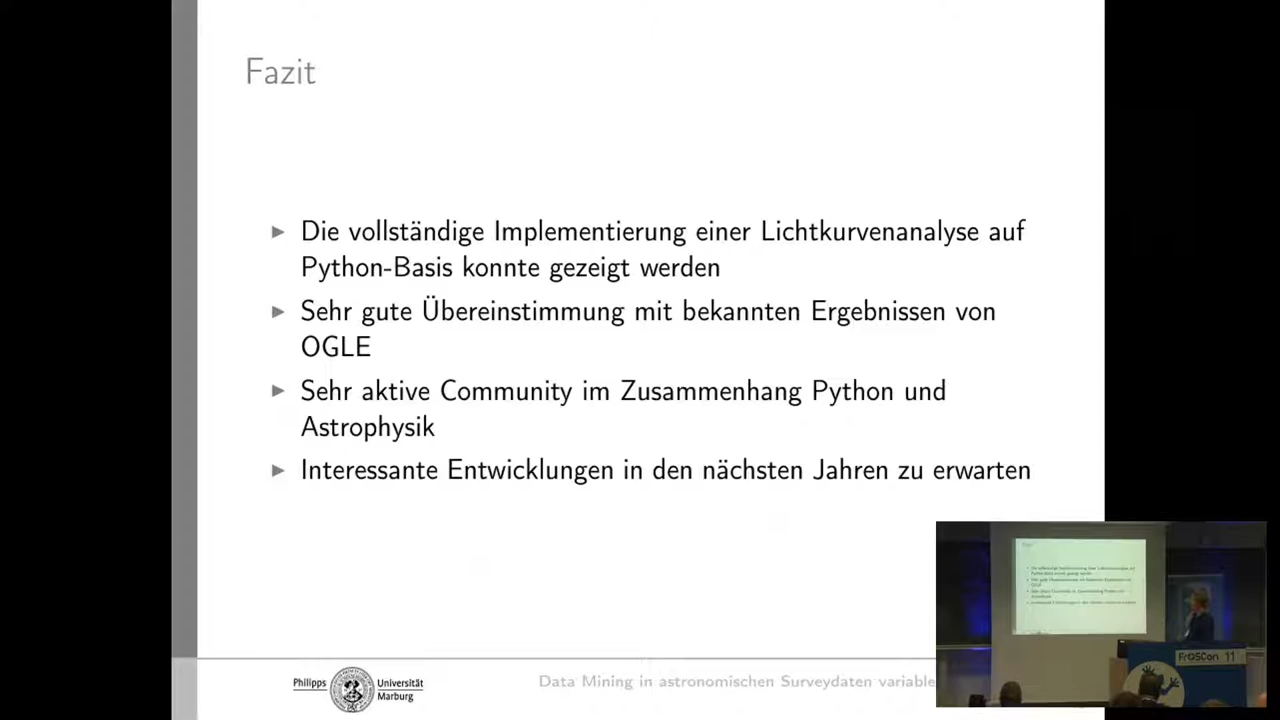 Fazit
Die vollständige Implementierung einer Lichtkurvenanalyse auf
Python-Basis konnte gezeigt werden
Sehr gute Übereinstimmung mit bekannten Ergebnissen von
OGLE
Sehr aktive Community im Zusammenhang Python und
Astrophysik
Interessante Entwicklungen in den nächsten Jahren zu erwarten
Philipps Universität
Marburg
Data Mining in astronomischen Surveydaten variable
FrOSCon 11